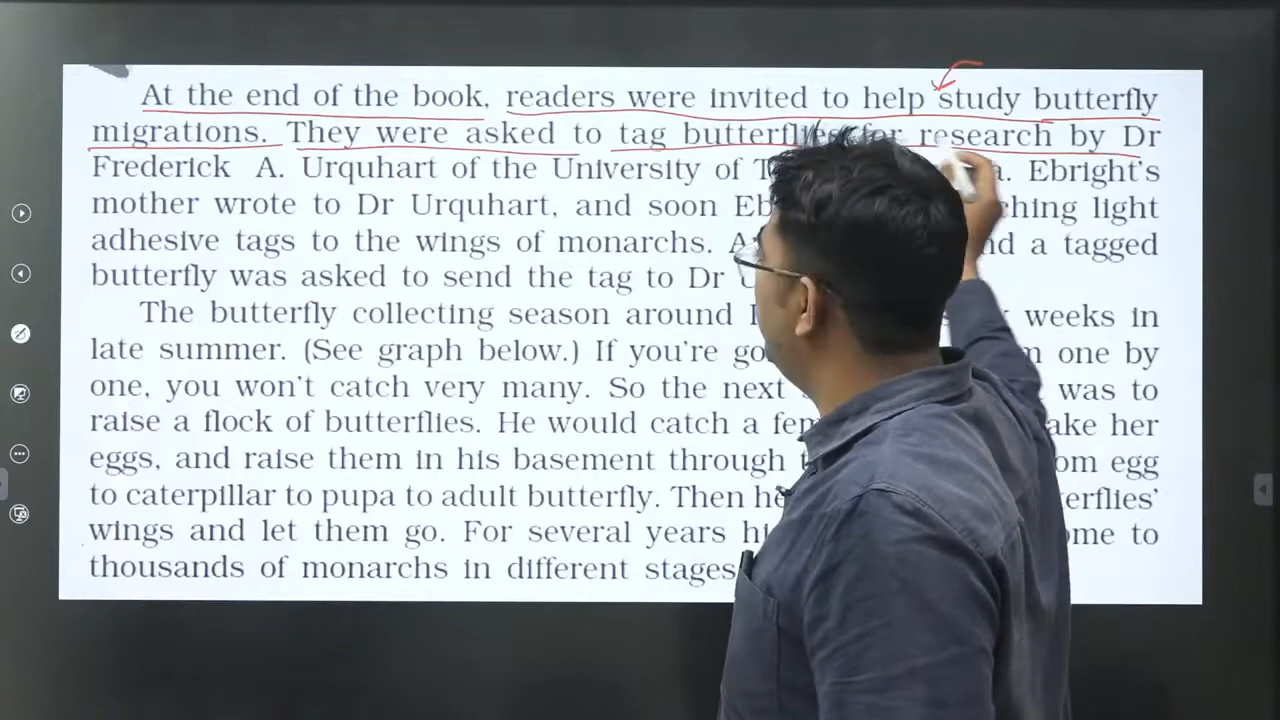 At the end of the book, readers were invited to help study butterfly
migrations. They were asked to tag butterflies for research by Dr
Frederick A. Urquhart of the University of Ebright's
mother wrote to Dr Urquhart, and soon light
adhesive tags to the wings of monarchs. a tagged
butterfly was asked to send the tag to Dr
The butterfly collecting season around weeks in
late summer. (See graph below.) If you're one by
one, you won't catch very many. So the next was to
raise a flock of butterflies. He would catch a her
eggs, and raise them in his basement through egg
to caterpillar to pupa to adult butterfly. Then
wings and let them go. For several years to
thousands of monarchs in different stages